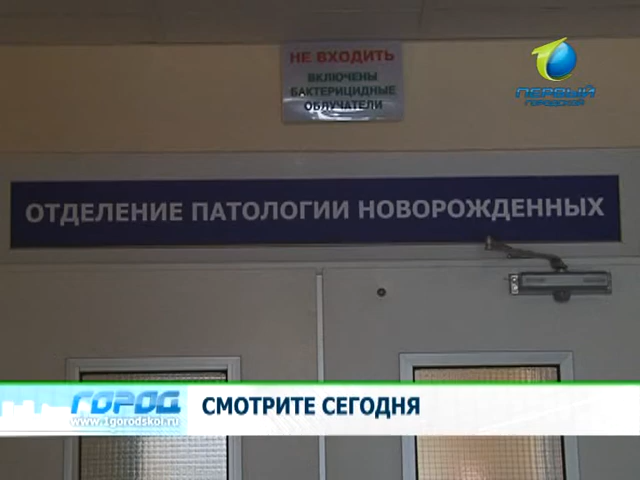 НЕ ВХОДИТЬ
ВКЛЮЧЕНЫ
БАКТЕРИЦИДНЫЕ
ОБЛУЧАТЕЛИ
ПЕРВЫЙ
ГОРОДСКОЙ
ОТДЕЛЕНИЕ ПАТОЛОГИИ НОВОРОЖДЕННЫХ
ГОРОД
www.1gorodskoi.ru
СМОТРИТЕ СЕГОДНЯ